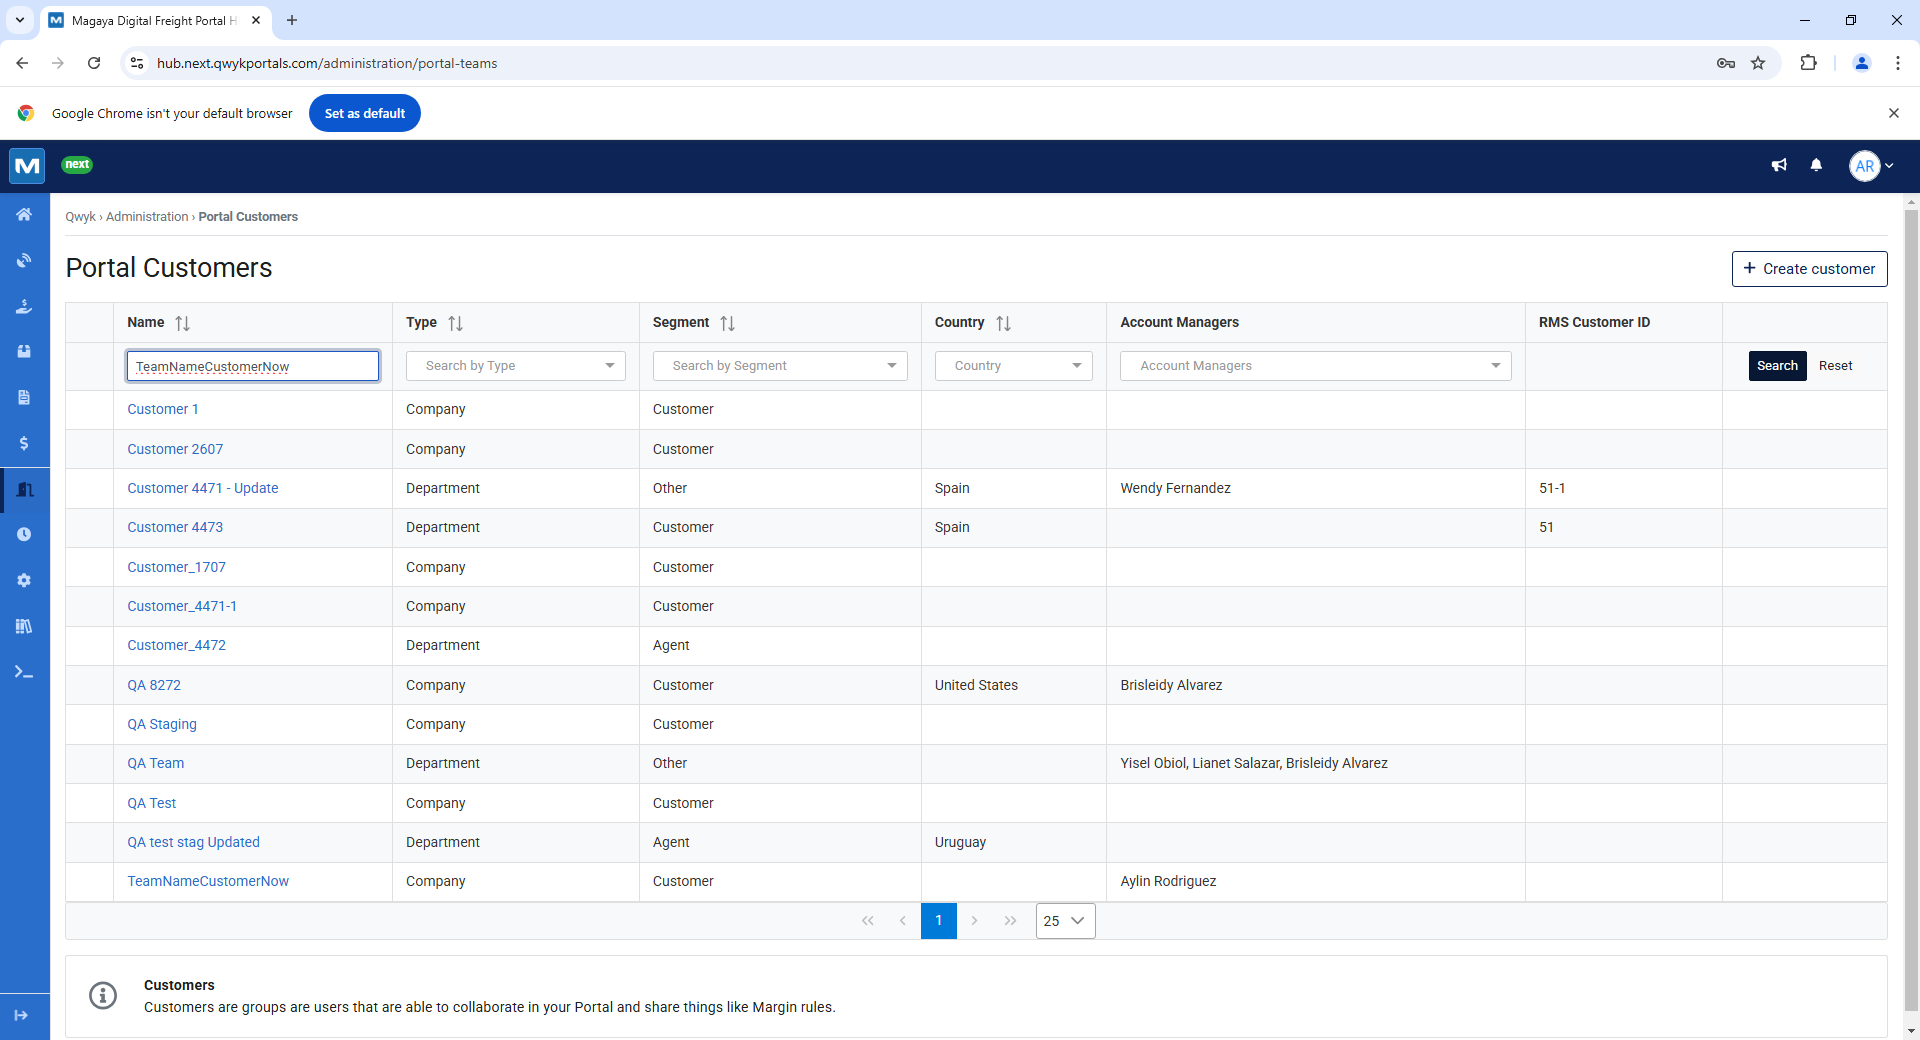 Magaya Digital Freight Portal H
hub.next.qwykportals.com/administration/portal-teams
Google Chrome isn't your default browser Set as default
M next AR
Qwyk › Administration › Portal Customers
Portal Customers + Create customer
Name Type Segment Country Account Managers RMS Customer ID
TeamNameCustomerNow Search by Type Search by Segment Country Account Managers Search Reset
Customer 1 Company Customer
Customer 2607 Company Customer
Customer 4471 - Update Department Other Spain Wendy Fernandez 51-1
Customer 4473 Department Customer Spain 51
Customer_1707 Company Customer
Customer_4471-1 Company Customer
Customer_4472 Department Agent
QA 8272 Company Customer United States Brisleidy Alvarez
QA Staging Company Customer
QA Team Department Other Yisel Obiol, Lianet Salazar, Brisleidy Alvarez
QA Test Company Customer
QA test stag Updated Department Agent Uruguay
TeamNameCustomerNow Company Customer Aylin Rodriguez
1 25
Customers
Customers are groups are users that are able to collaborate in your Portal and share things like Margin rules.